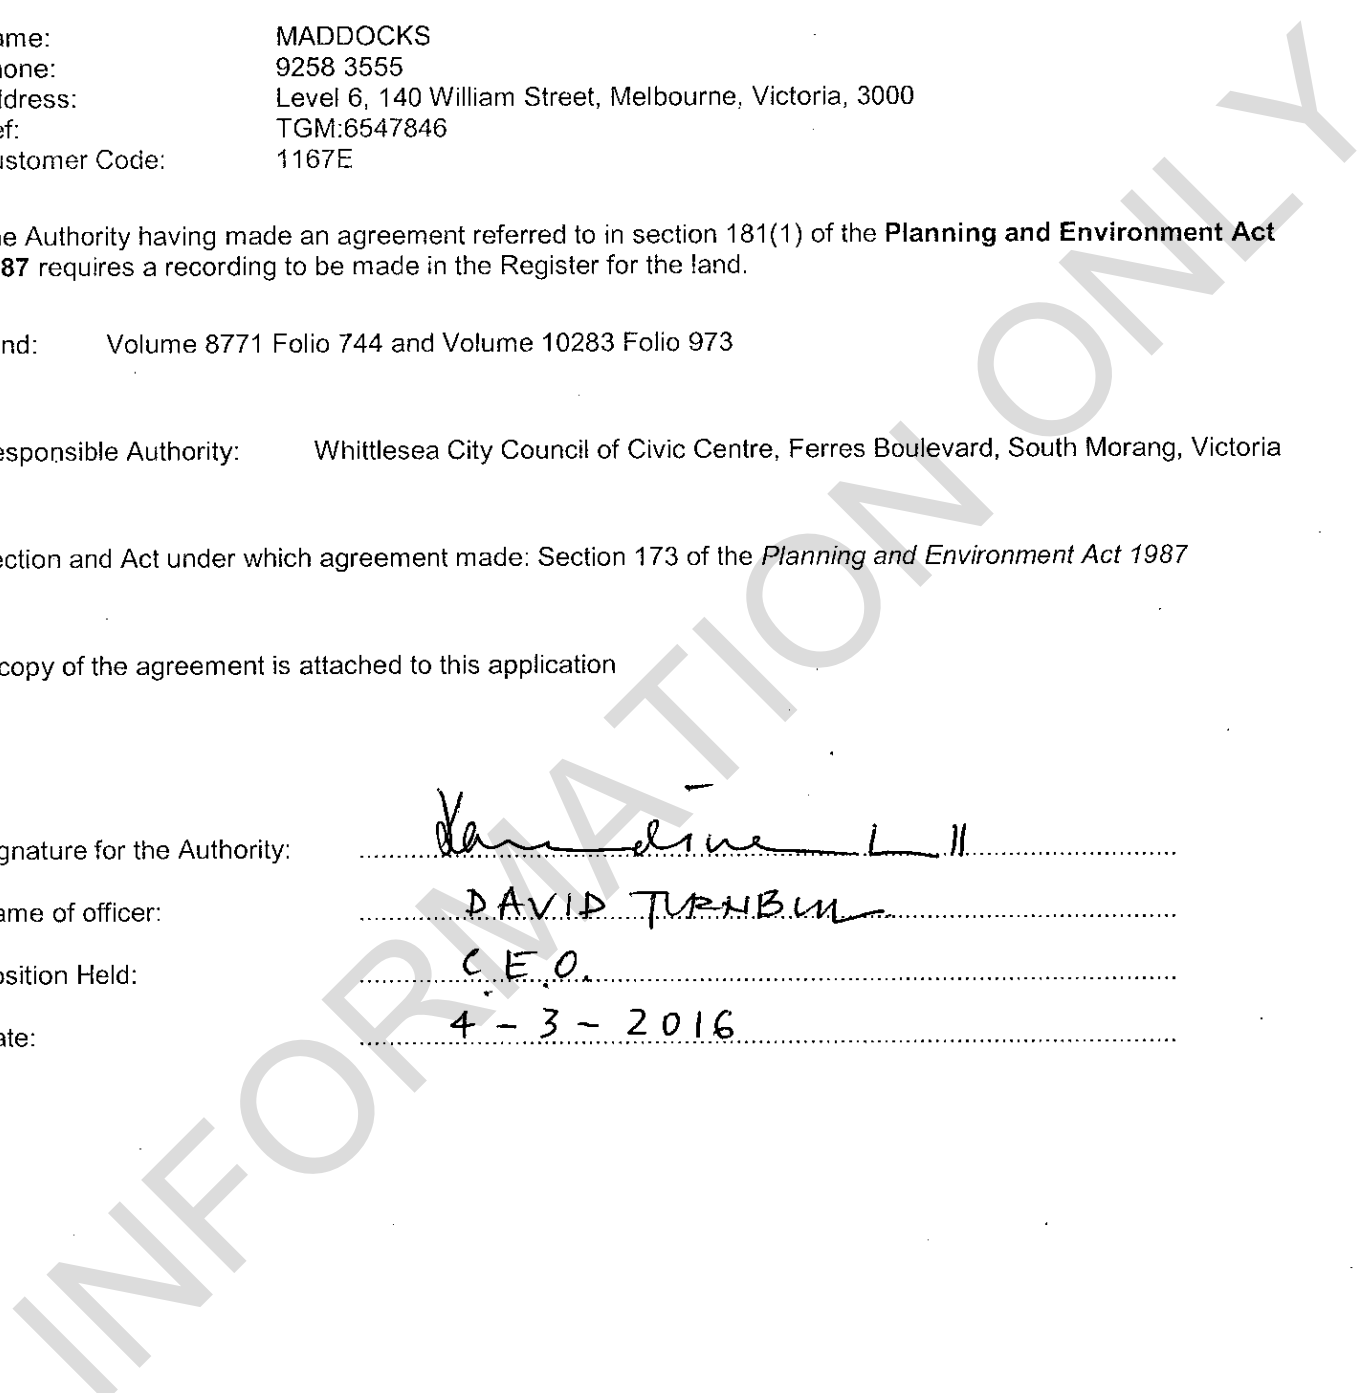 ame: MADDOCKS
one: 9258 3555
ddress: Level 6, 140 William Street, Melbourne, Victoria, 3000
ef: TGM:6547846
ustomer Code: 1167E
e Authority having made an agreement referred to in section 181(1) of the Planning and Environment Act
87 requires a recording to be made in the Register for the land.
nd: Volume 8771 Folio 744 and Volume 10283 Folio 973
esponsible Authority: Whittlesea City Council of Civic Centre, Ferres Boulevard, South Morang, Victoria
ection and Act under which agreement made: Section 173 of the Planning and Environment Act 1987
copy of the agreement is attached to this application
gnature for the Authority:
ame of officer: DAVID TURNBULL
osition Held: C.E.O.
ate: 4 - 3 - 2016
INFORMATION ONLY